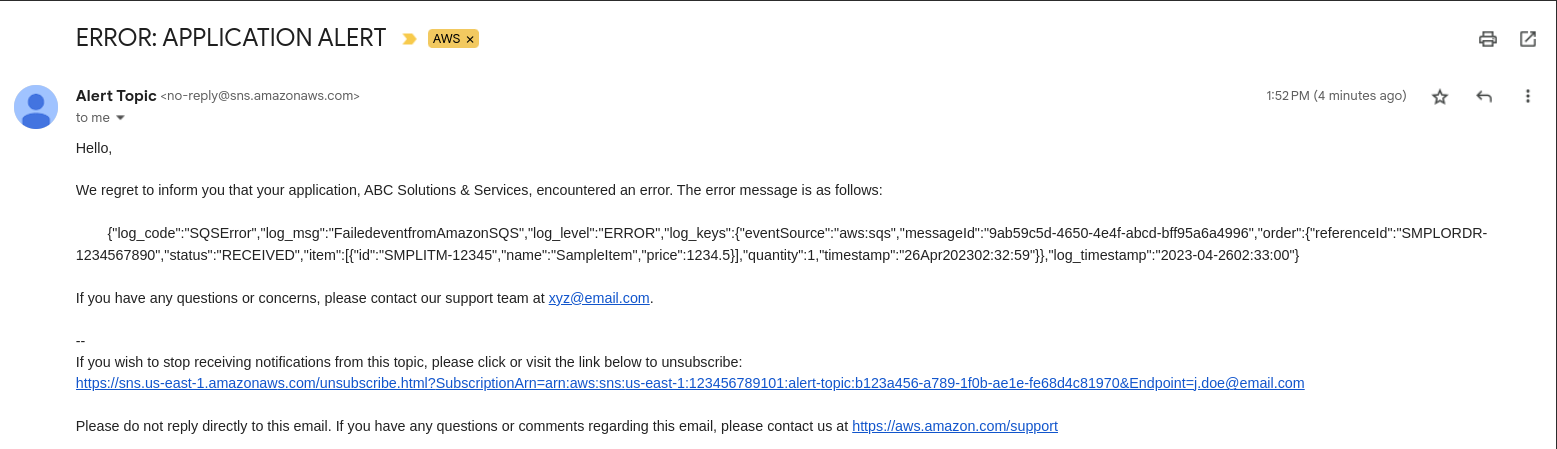 ERROR: APPLICATION ALERT AWS ×
Alert Topic <no-reply@sns.amazonaws.com> 1:52 PM (4 minutes ago)
to me
Hello,
We regret to inform you that your application, ABC Solutions & Services, encountered an error. The error message is as follows:
{"log_code":"SQSError","log_msg":"FailedeventfromAmazonSQS","log_level":"ERROR","log_keys":{"eventSource":"aws:sqs","messageId":"9ab59c5d-4650-4e4f-abcd-bff95a6a4996","order":{"referenceId":"SMPLORDR-
1234567890","status":"RECEIVED","item":[{"id":"SMPLITM-12345","name":"SampleItem","price":1234.5}],"quantity":1,"timestamp":"26Apr202302:32:59"}},"log_timestamp":"2023-04-2602:33:00"}
If you have any questions or concerns, please contact our support team at xyz@email.com.
--
If you wish to stop receiving notifications from this topic, please click or visit the link below to unsubscribe:
https://sns.us-east-1.amazonaws.com/unsubscribe.html?SubscriptionArn=arn:aws:sns:us-east-1:123456789101:alert-topic:b123a456-a789-1f0b-ae1e-fe68d4c81970&Endpoint=j.doe@email.com
Please do not reply directly to this email. If you have any questions or comments regarding this email, please contact us at https://aws.amazon.com/support